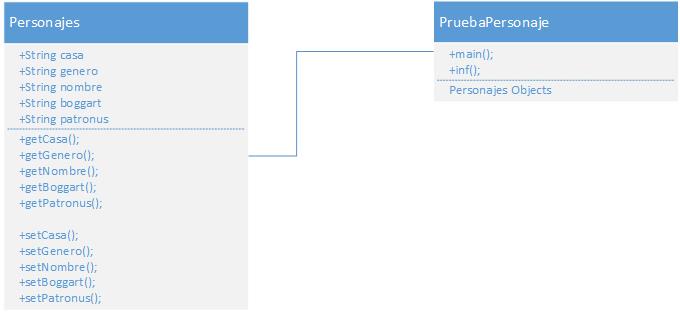 Personajes
+String casa
+String genero
+String nombre
+String boggart
+String patronus
+getCasa();
+getGenero();
+getNombre();
+getBoggart();
+getPatronus();
+setCasa();
+setGenero();
+setNombre();
+setBoggart();
+setPatronus();
PruebaPersonaje
+main();
+inf();
Personajes Objects